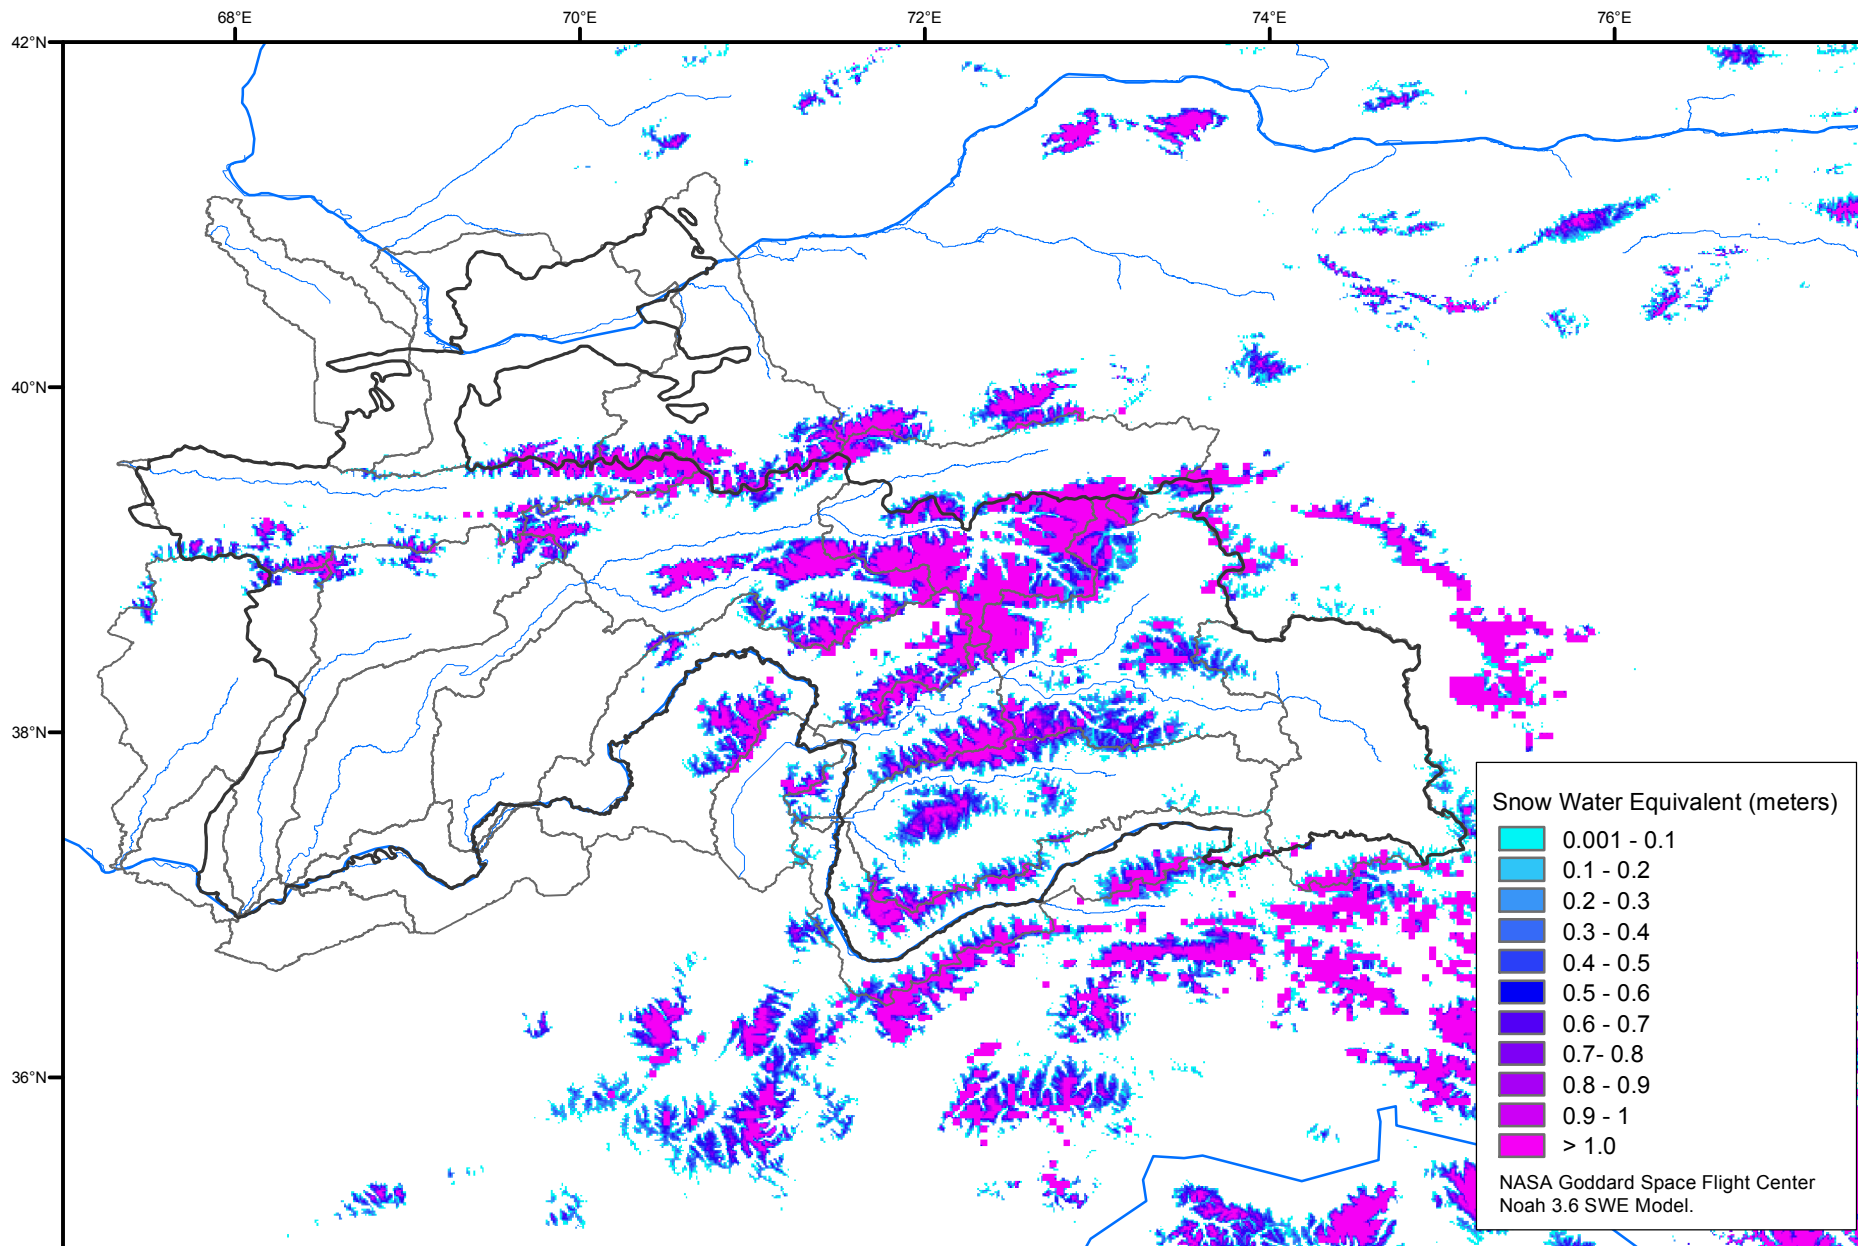 68°E
70°E
72°E
74°E
76°E
42°N
40°N
38°N
36°N
Snow Water Equivalent (meters)
0.001 - 0.1
0.1 - 0.2
0.2 - 0.3
0.3 - 0.4
0.4 - 0.5
0.5 - 0.6
0.6 - 0.7
0.7- 0.8
0.8 - 0.9
0.9 - 1
> 1.0
NASA Goddard Space Flight Center
Noah 3.6 SWE Model.